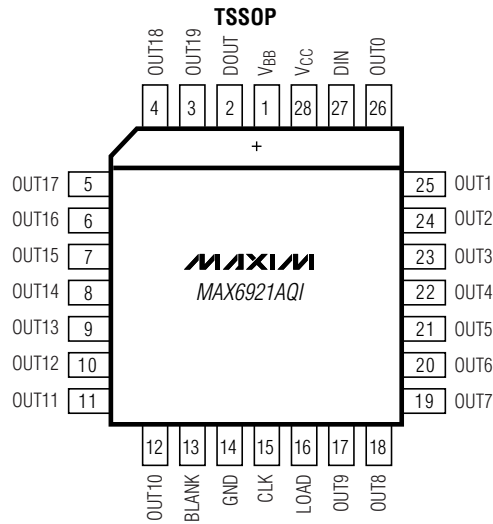 TSSOP
OUT18 OUT19 DOUT VBB VCC DIN OUT0
4 3 2 1 28 27 26
+
OUT17 5 25 OUT1
OUT16 6 24 OUT2
OUT15 7 23 OUT3
MAXIM
OUT14 8 MAX6921AQI 22 OUT4
OUT13 9 21 OUT5
OUT12 10 20 OUT6
OUT11 11 19 OUT7
12 13 14 15 16 17 18
OUT10 BLANK GND CLK LOAD OUT9 OUT8